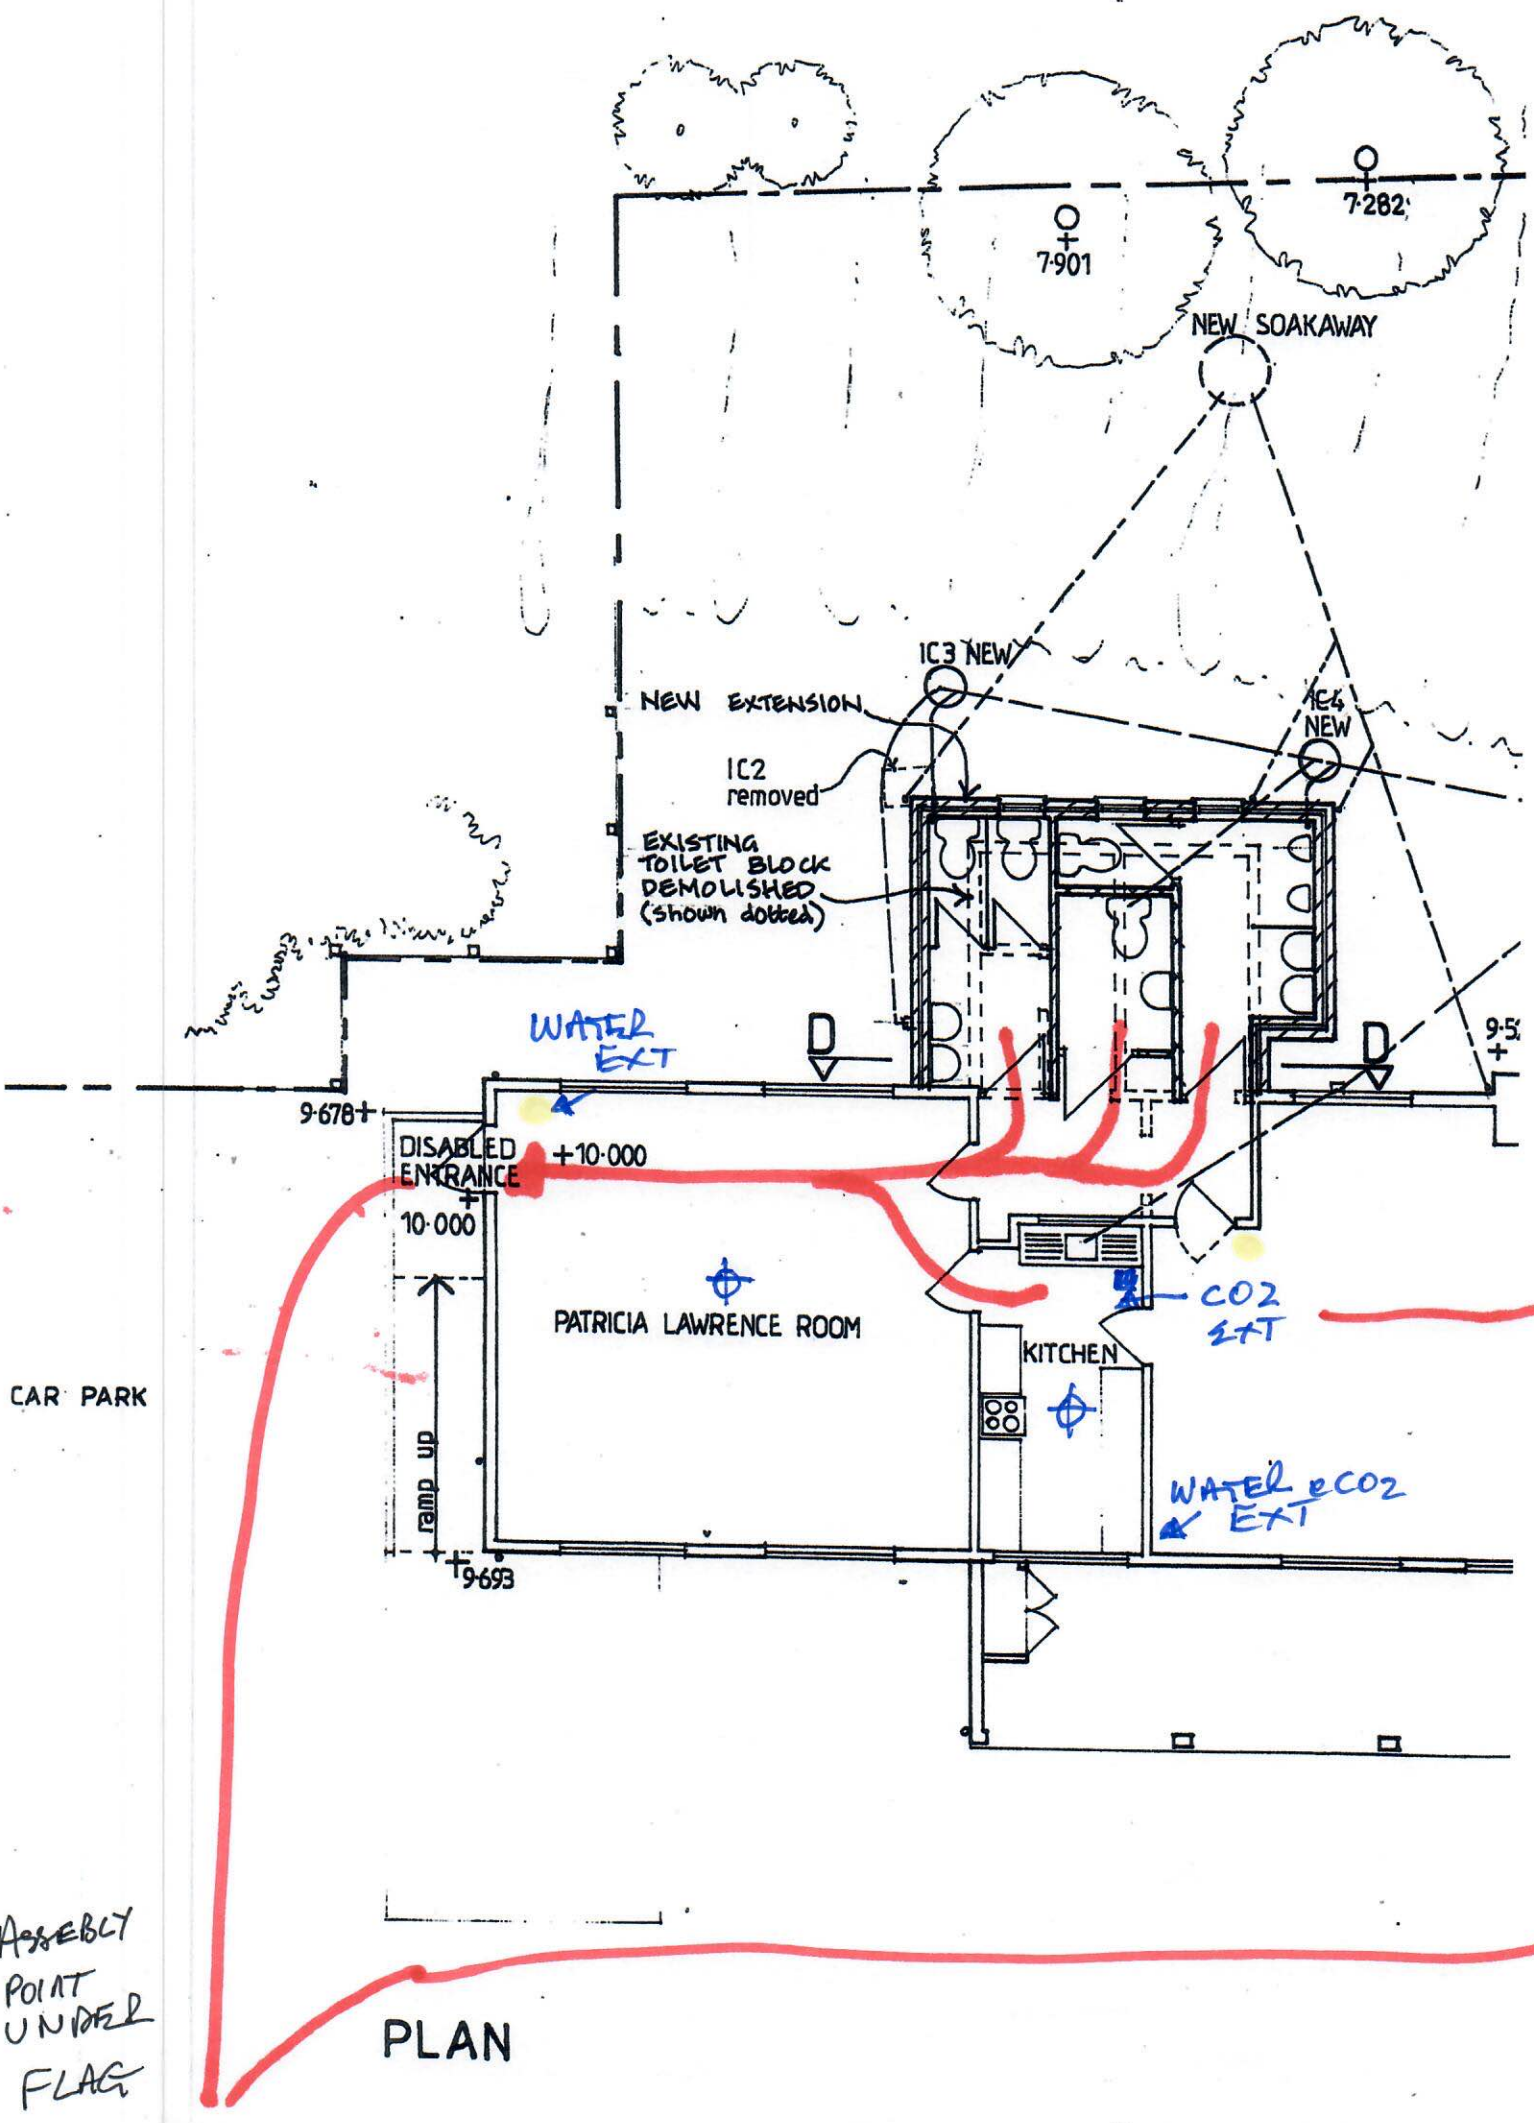 7·282
7·901
NEW SOAKAWAY
IC3 NEW
NEW EXTENSION
IC4
NEW
IC2
removed
EXISTING
TOILET BLOCK
DEMOLISHED
(shown dotted)
WATER
EXT
D
D
9·678+
DISABLED
ENTRANCE
+10·000
10·000
PATRICIA LAWRENCE ROOM
CO2
EXT
KITCHEN
CAR PARK
ramp up
WATER & CO2
EXT
+9·693
ASSEBLY
POINT
UNDER
FLAG
PLAN